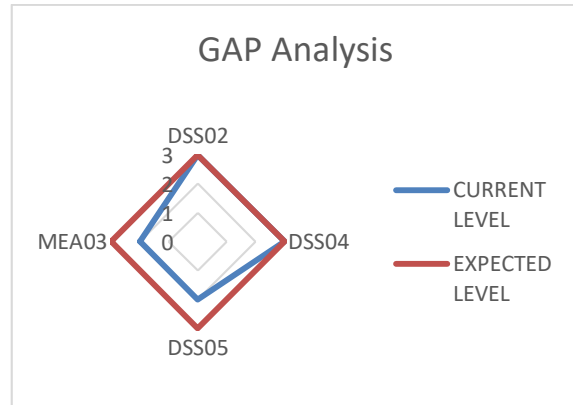 GAP Analysis
DSS02
3
2
1
0
MEA03
DSS04
DSS05
CURRENT
LEVEL
EXPECTED
LEVEL